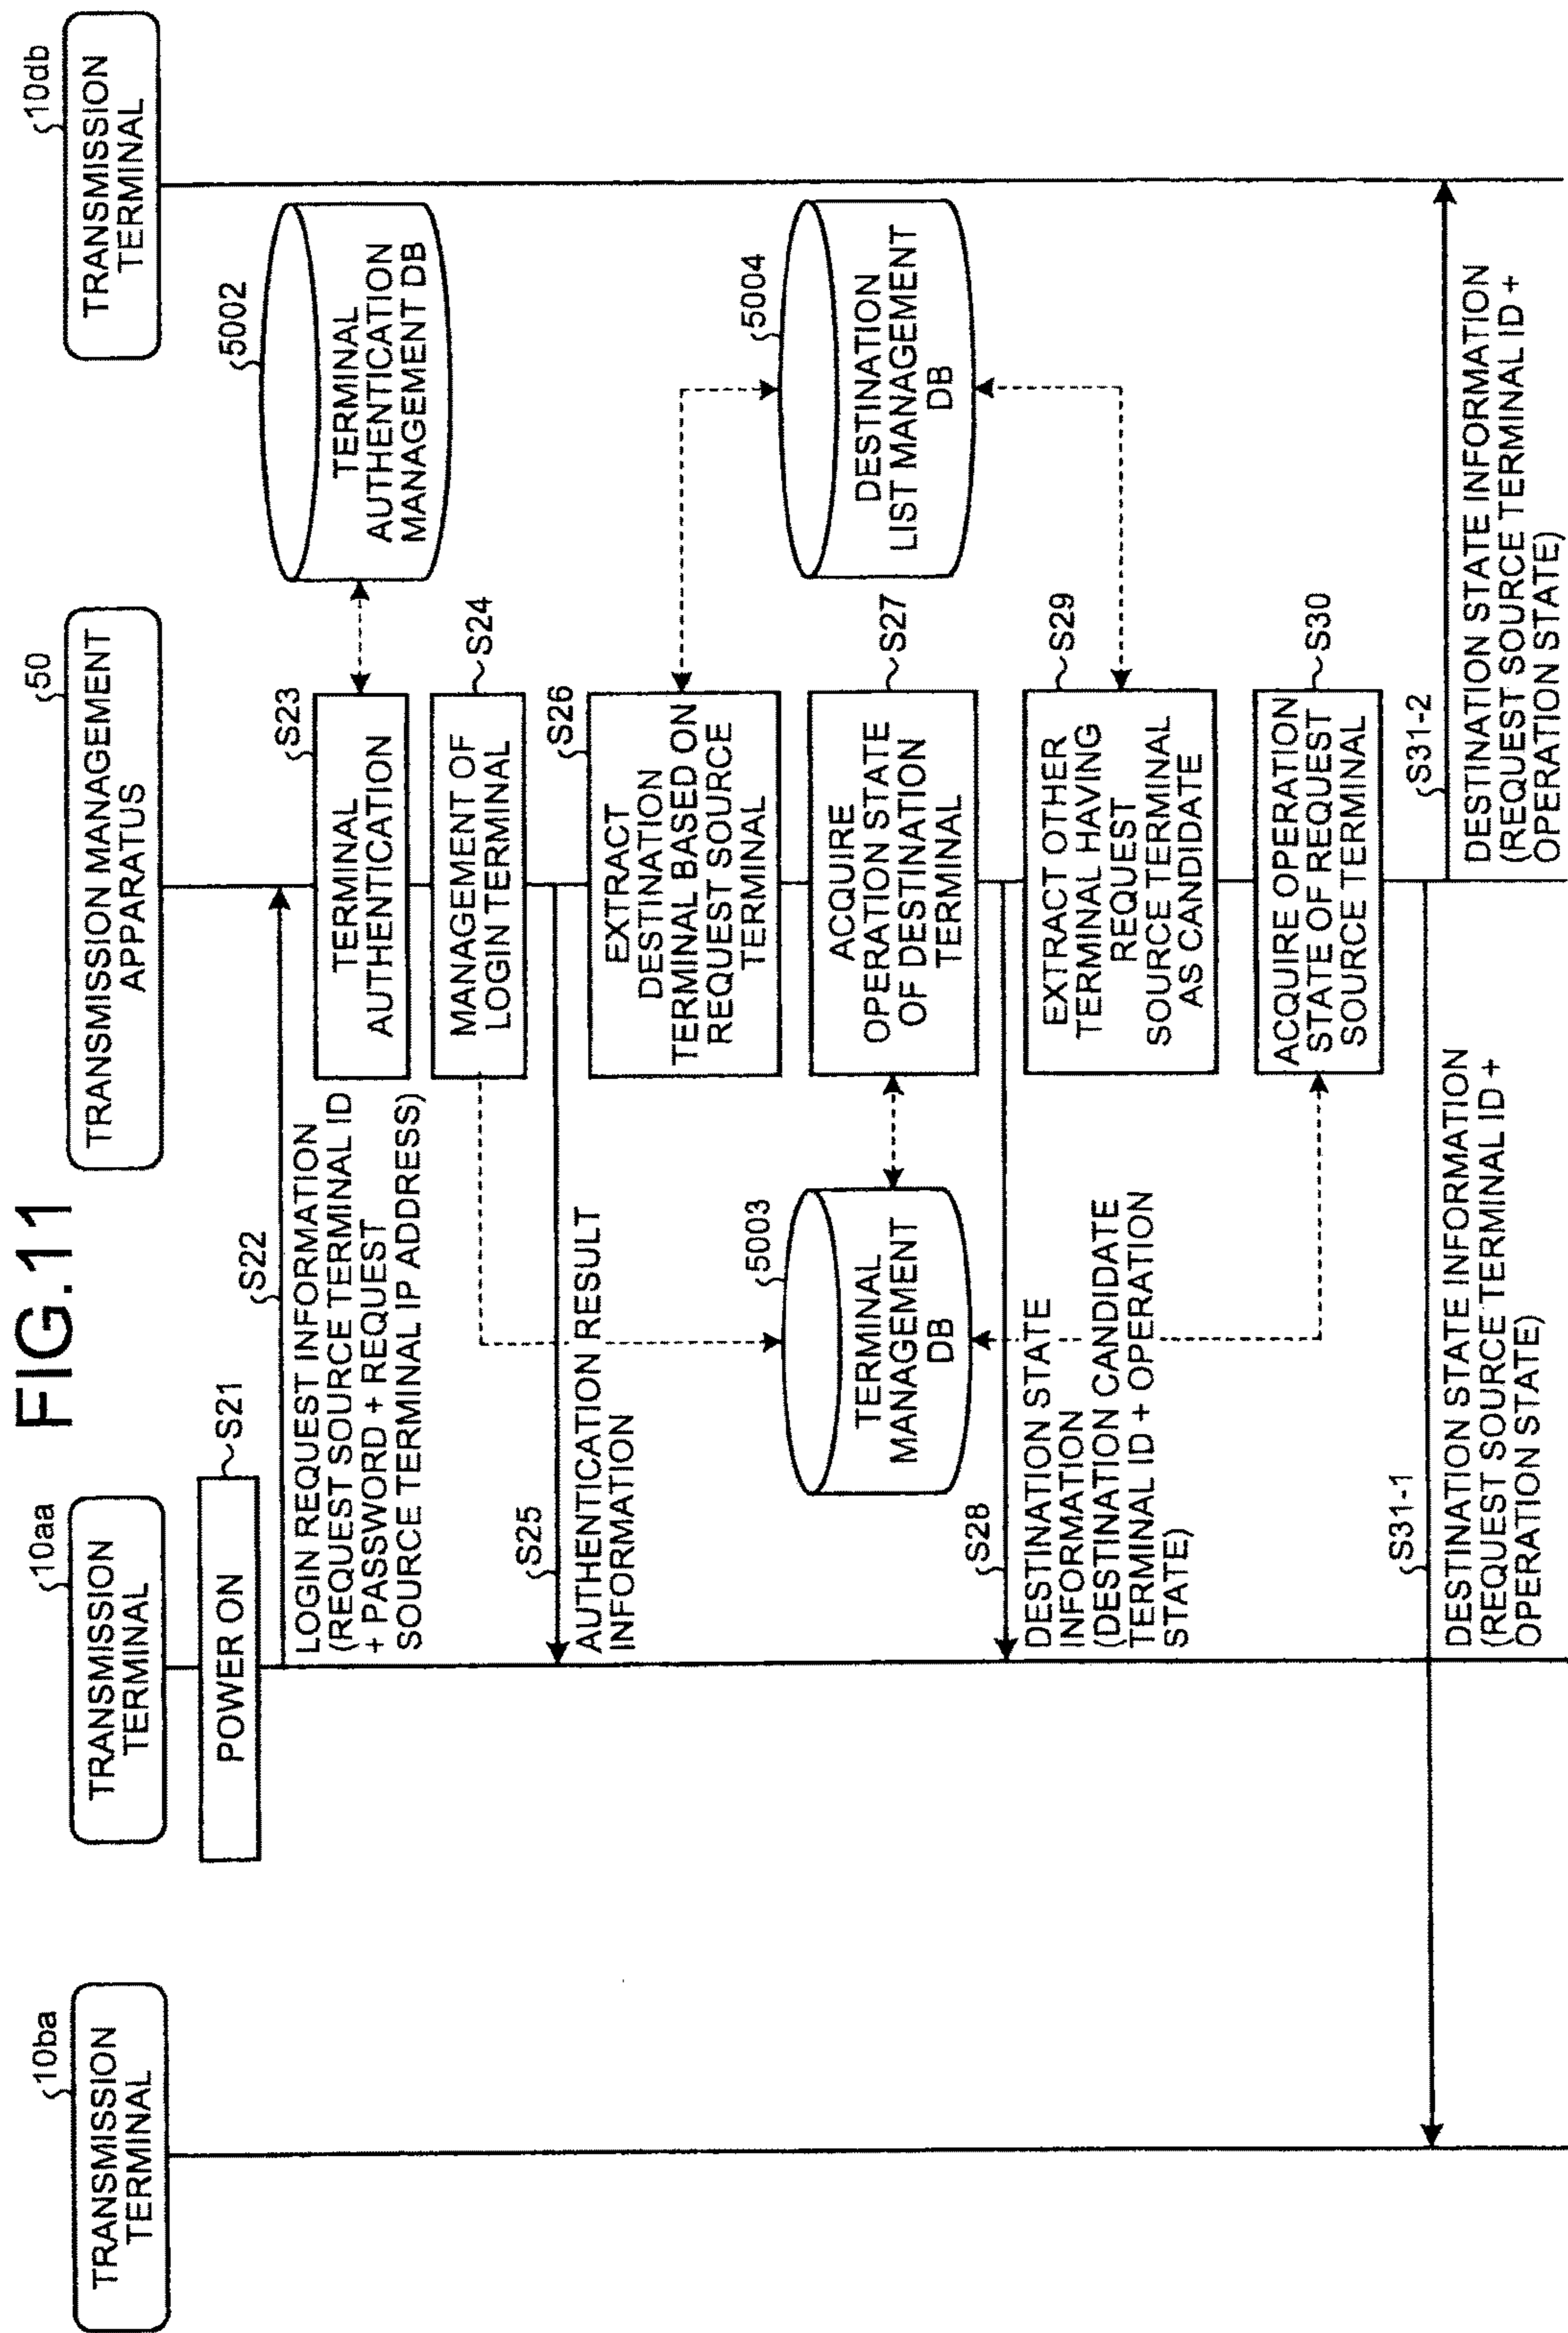 FIG.11
10ba
TRANSMISSION
TERMINAL
10aa
TRANSMISSION
TERMINAL
50
TRANSMISSION MANAGEMENT
APPARATUS
10db
TRANSMISSION
TERMINAL
POWER ON
S21
S22
LOGIN REQUEST INFORMATION
(REQUEST SOURCE TERMINAL ID
+ PASSWORD + REQUEST
SOURCE TERMINAL IP ADDRESS)
S23
TERMINAL
AUTHENTICATION
5002
TERMINAL
AUTHENTICATION
MANAGEMENT DB
MANAGEMENT OF
LOGIN TERMINAL
S24
S25
AUTHENTICATION RESULT
INFORMATION
S26
EXTRACT
DESTINATION
TERMINAL BASED ON
REQUEST SOURCE
TERMINAL
5003
TERMINAL
MANAGEMENT
DB
ACQUIRE
OPERATION STATE
OF DESTINATION
TERMINAL
S27
5004
DESTINATION
LIST MANAGEMENT
DB
S28
DESTINATION STATE
INFORMATION
(DESTINATION CANDIDATE
TERMINAL ID + OPERATION
STATE)
EXTRACT OTHER
TERMINAL HAVING
REQUEST
SOURCE TERMINAL
AS CANDIDATE
S29
ACQUIRE OPERATION
STATE OF REQUEST
SOURCE TERMINAL
S30
S31-1
DESTINATION STATE INFORMATION
(REQUEST SOURCE TERMINAL ID +
OPERATION STATE)
S31-2
DESTINATION STATE INFORMATION
(REQUEST SOURCE TERMINAL ID +
OPERATION STATE)